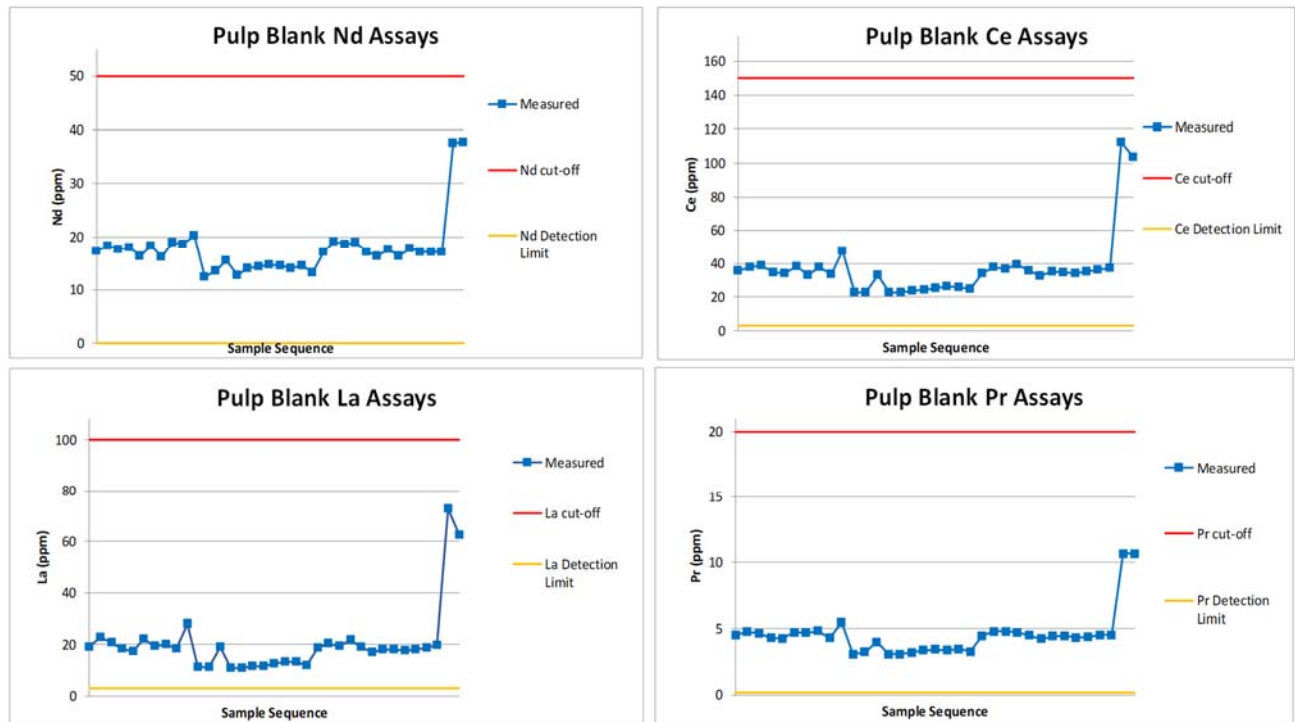 Pulp Blank Nd Assays
50
40
30
20
10
0
Nd (ppm)
Sample Sequence
Measured
Nd cut-off
Nd Detection
Limit
Pulp Blank Ce Assays
160
140
120
100
80
60
40
20
0
Ce (ppm)
Sample Sequence
Measured
Ce cut-off
Ce Detection Limit
Pulp Blank La Assays
100
80
60
40
20
0
La (ppm)
Sample Sequence
Measured
La cut-off
La Detection
Limit
Pulp Blank Pr Assays
20
15
10
5
0
Pr (ppm)
Sample Sequence
Measured
Pr cut-off
Pr Detection
Limit